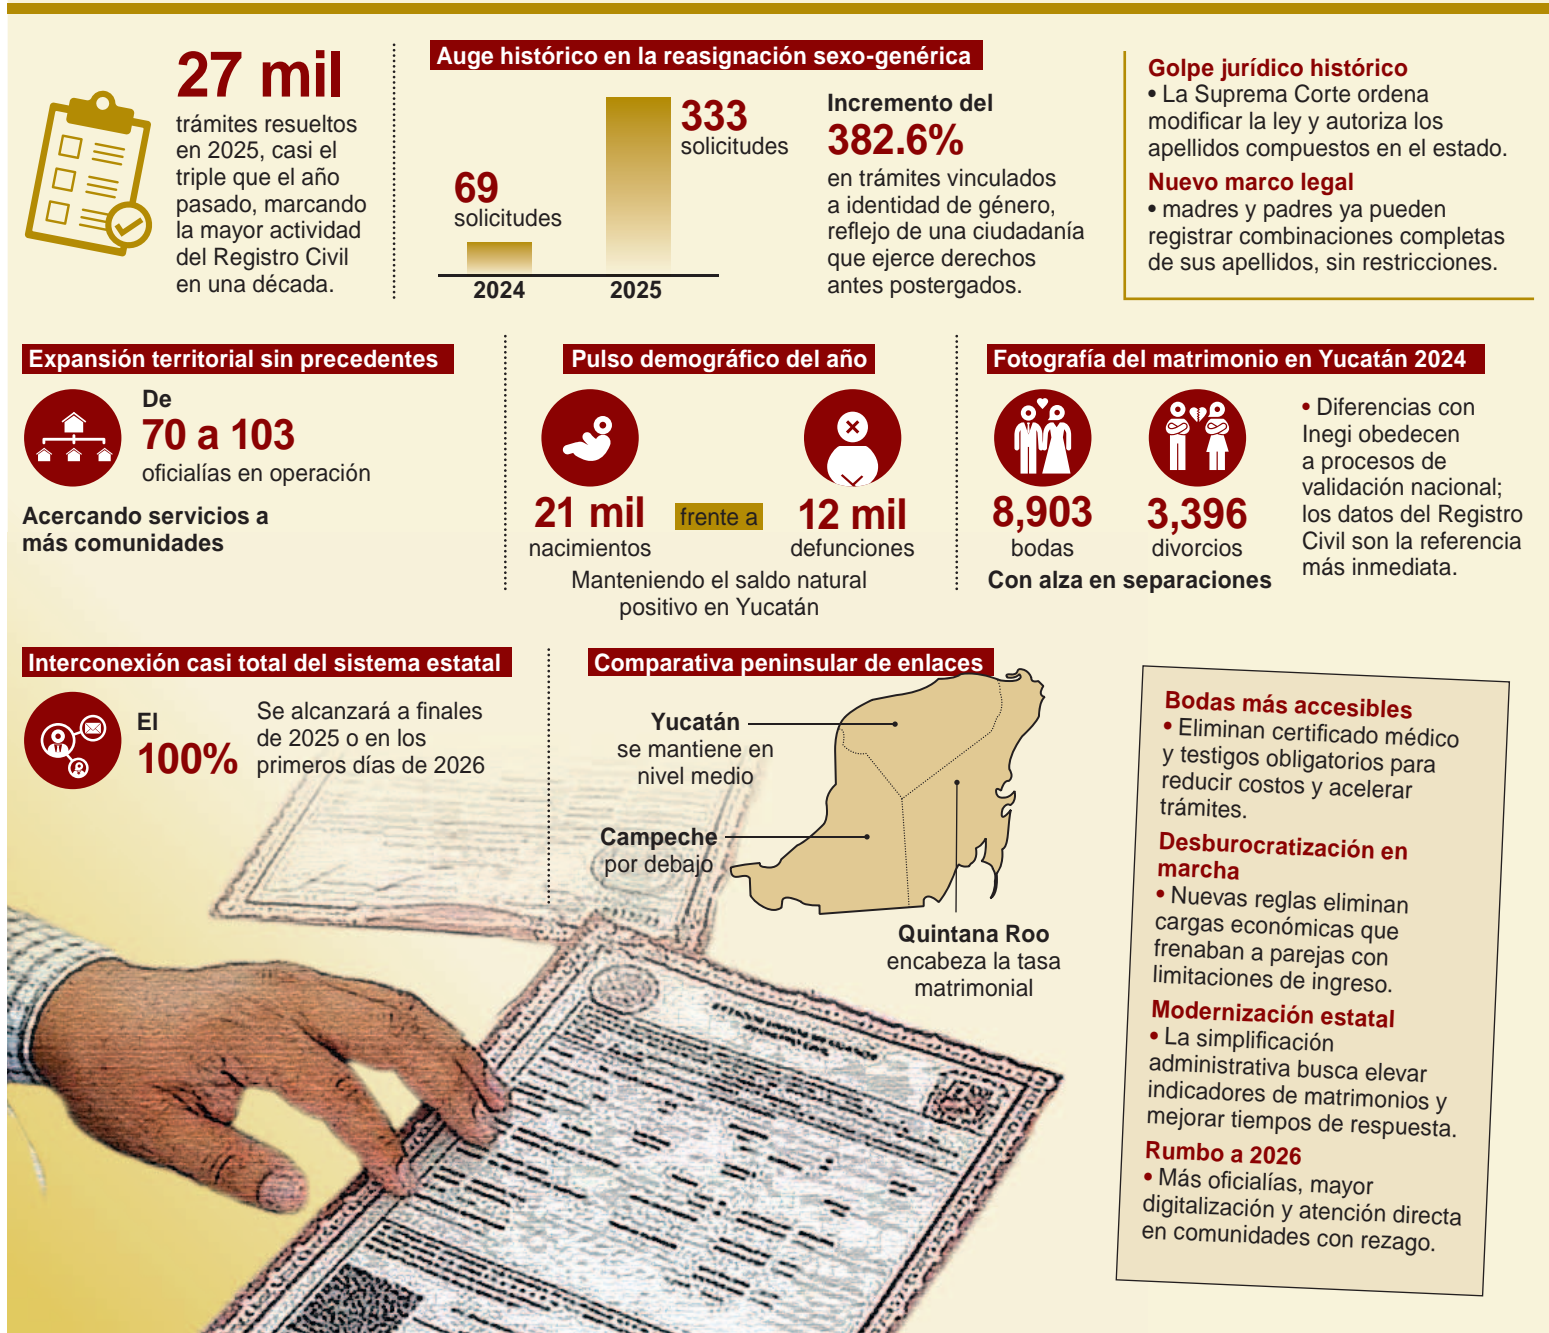 27 mil
trámites resueltos
en 2025, casi el
triple que el año
pasado, marcando
la mayor actividad
del Registro Civil
en una década.
Auge histórico en la reasignación sexo-genérica
69
solicitudes
333
solicitudes
2024
2025
Incremento del
382.6%
en trámites vinculados
a identidad de género,
reflejo de una ciudadanía
que ejerce derechos
antes postergados.
Golpe jurídico histórico
• La Suprema Corte ordena
modificar la ley y autoriza los
apellidos compuestos en el estado.
Nuevo marco legal
• madres y padres ya pueden
registrar combinaciones completas
de sus apellidos, sin restricciones.
Expansión territorial sin precedentes
De
70 a 103
oficialías en operación
Acercando servicios a
más comunidades
Pulso demográfico del año
21 mil
nacimientos
frente a
12 mil
defunciones
Manteniendo el saldo natural
positivo en Yucatán
Fotografía del matrimonio en Yucatán 2024
8,903
bodas
3,396
divorcios
Con alza en separaciones
• Diferencias con
Inegi obedecen
a procesos de
validación nacional;
los datos del Registro
Civil son la referencia
más inmediata.
Interconexión casi total del sistema estatal
El
100%
Se alcanzará a finales
de 2025 o en los
primeros días de 2026
Comparativa peninsular de enlaces
Yucatán
se mantiene en
nivel medio
Campeche
por debajo
Quintana Roo
encabeza la tasa
matrimonial
Bodas más accesibles
• Eliminan certificado médico
y testigos obligatorios para
reducir costos y acelerar
trámites.
Desburocratización en
marcha
• Nuevas reglas eliminan
cargas económicas que
frenaban a parejas con
limitaciones de ingreso.
Modernización estatal
• La simplificación
administrativa busca elevar
indicadores de matrimonios y
mejorar tiempos de respuesta.
Rumbo a 2026
• Más oficialías, mayor
digitalización y atención directa
en comunidades con rezago.